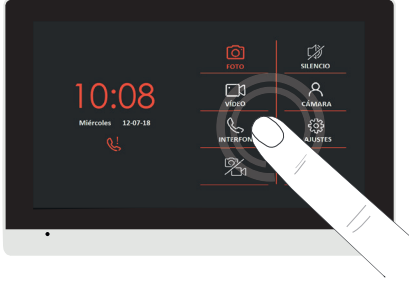 10:08
Miércoles 12-07-18
FOTO
SILENCIO
VÍDEO
CÁMARA
INTERFON
AJUSTES